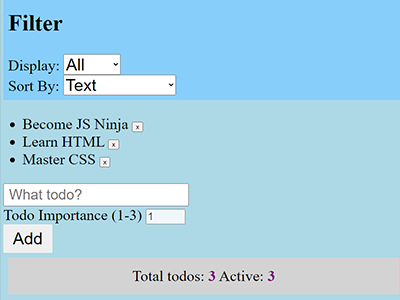 Filter
Display: All
Sort By: Text
Become JS Ninja x
Learn HTML x
Master CSS x
What todo?
Todo Importance (1-3) 1
Add
Total todos: 3 Active: 3